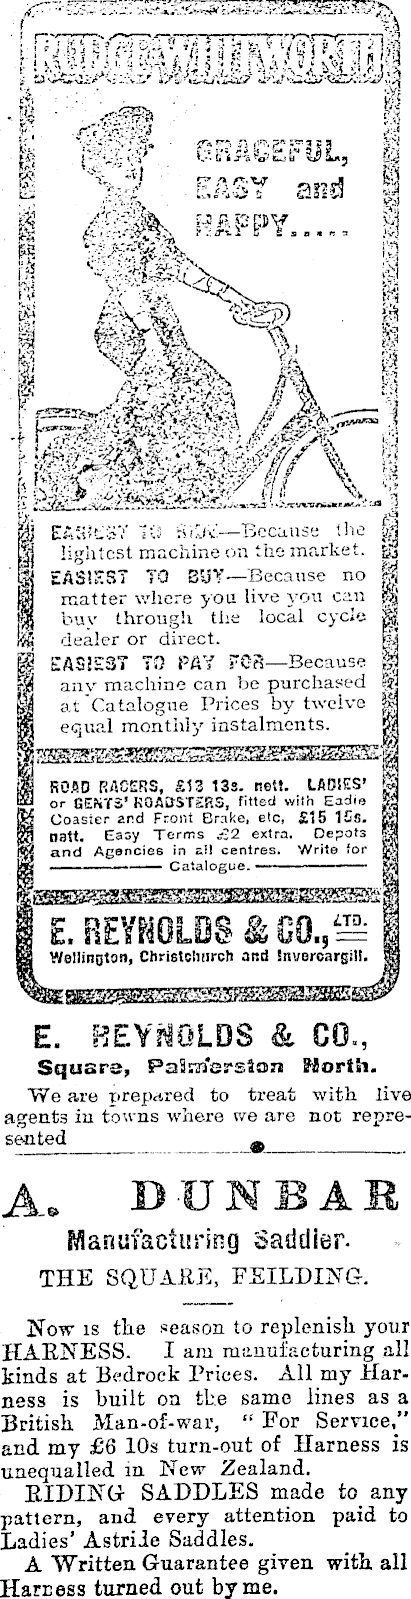 RUDGE-WHITWORTH
GRACEFUL,
EASY and
HAPPY.....
EASIEST TO RIDE—Because the
lightest machine on the market.
EASIEST TO BUY—Because no
matter where you live you can
buy through the local cycle
dealer or direct.
EASIEST TO PAY FOR—Because
any machine can be purchased
at Catalogue Prices by twelve
equal monthly instalments.
ROAD RACERS, £13 13s. nett. LADIES'
or GENTS' ROADSTERS, fitted with Eadie
Coaster and Front Brake, etc, £15 15s.
nett. Easy Terms £2 extra. Depots
and Agencies in all centres. Write for
Catalogue.
E. REYNOLDS & CO., LTD.
Wellington, Christchurch and Invercargill.
E. REYNOLDS & CO.,
Square, Palmerston North.
We are prepared to treat with live
agents in towns where we are not repre-
sented
A. DUNBAR
Manufacturing Saddler.
THE SQUARE, FEILDING.
Now is the season to replenish your
HARNESS. I am manufacturing all
kinds at Bedrock Prices. All my Har-
ness is built on the same lines as a
British Man-of-war, "For Service,"
and my £6 10s turn-out of Harness is
unequalled in New Zealand.
RIDING SADDLES made to any
pattern, and every attention paid to
Ladies' Astride Saddles.
A Written Guarantee given with all
Harness turned out by me.